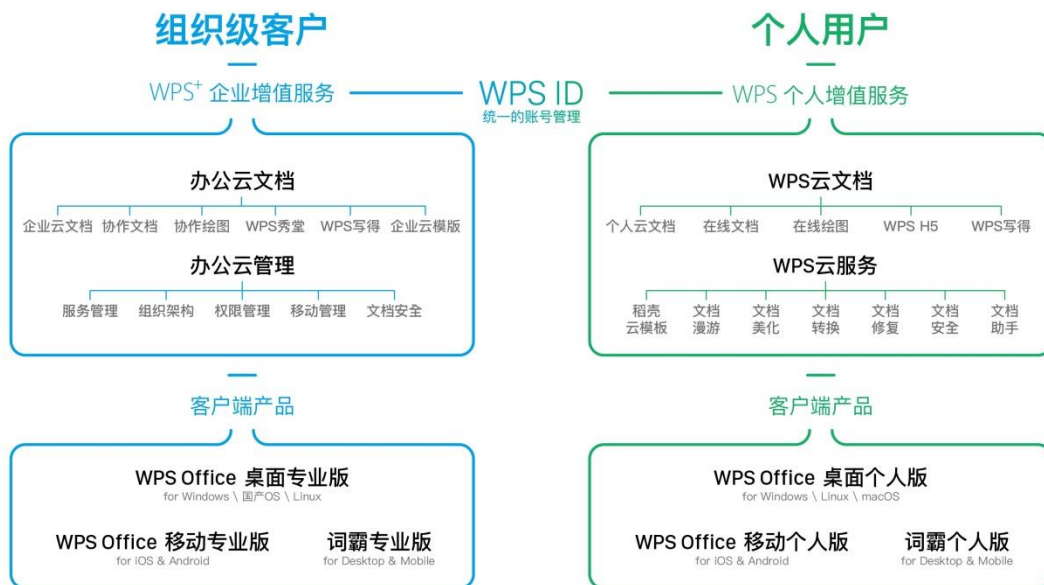 组织级客户
个人用户
WPS+ 企业增值服务
WPS ID
统一的账号管理
WPS 个人增值服务
办公云文档
企业云文档 协作文档 协作绘图 WPS秀堂 WPS写得 企业云模版
办公云管理
服务管理 组织架构 权限管理 移动管理 文档安全
WPS云文档
个人云文档 在线文档 在线绘图 WPS H5 WPS写得
WPS云服务
稻壳 文档 文档 文档 文档 文档 文档
云模板 漫游 美化 转换 修复 安全 助手
客户端产品
客户端产品
WPS Office 桌面专业版
for Windows \ 国产OS \ Linux
WPS Office 移动专业版 词霸专业版
for iOS & Android for Desktop & Mobile
WPS Office 桌面个人版
for Windows \ Linux \ macOS
WPS Office 移动个人版 词霸个人版
for iOS & Android for Desktop & Mobile